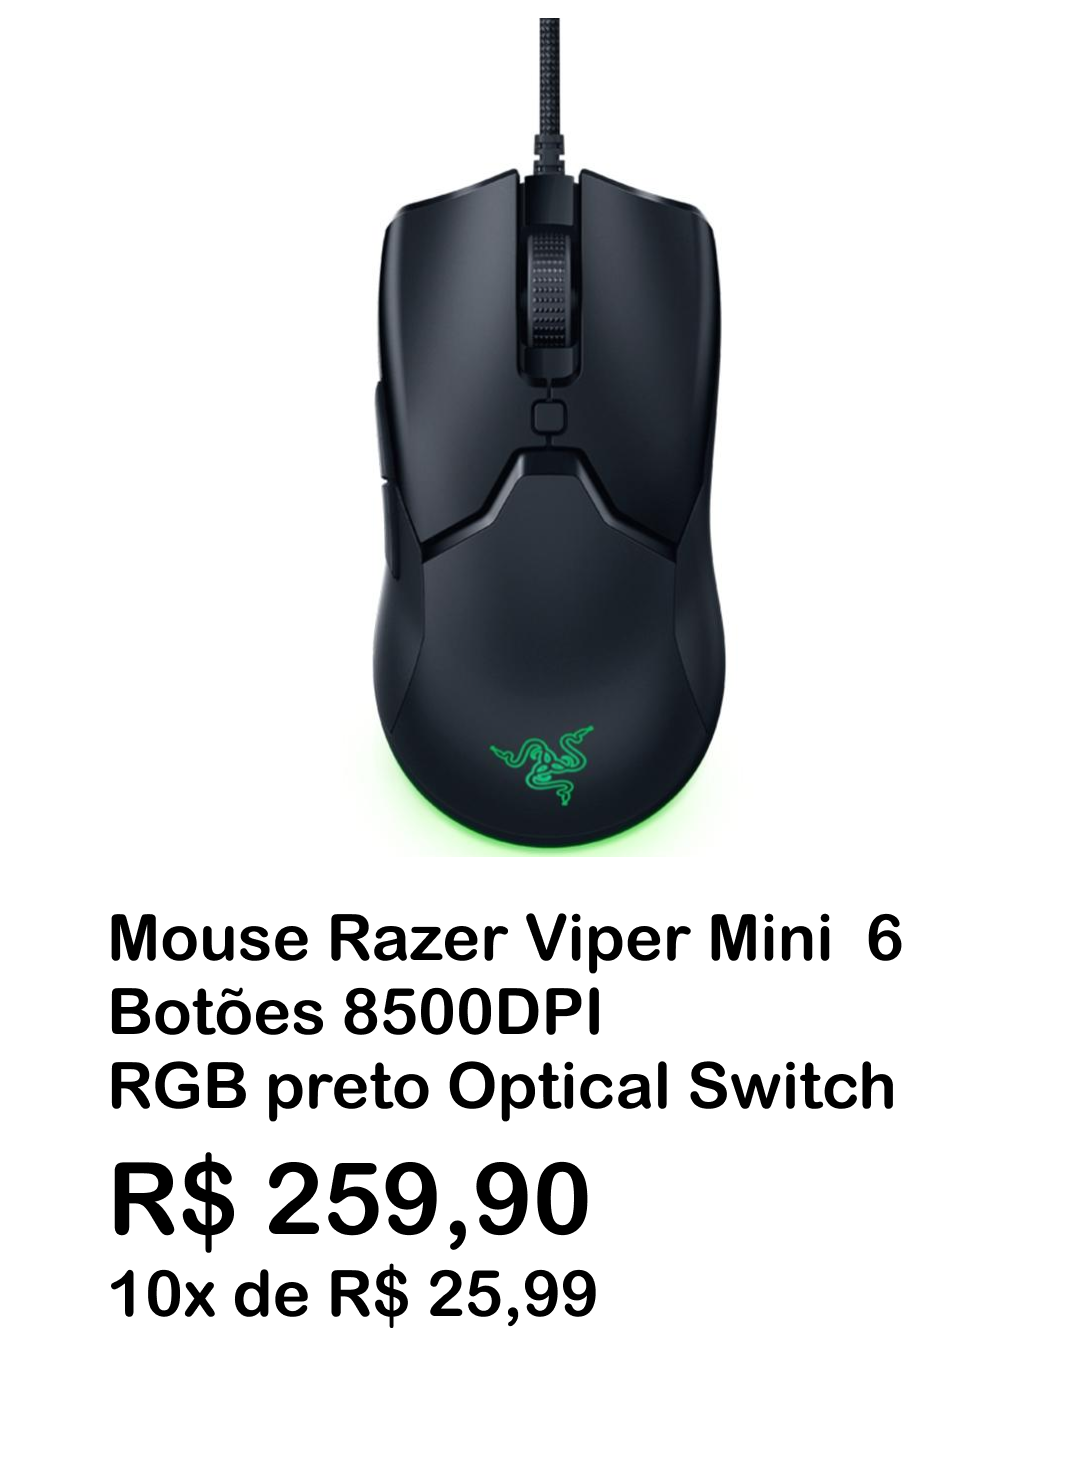 Mouse Razer Viper Mini 6
Botões 8500DPI
RGB preto Optical Switch
R$ 259,90
10x de R$ 25,99